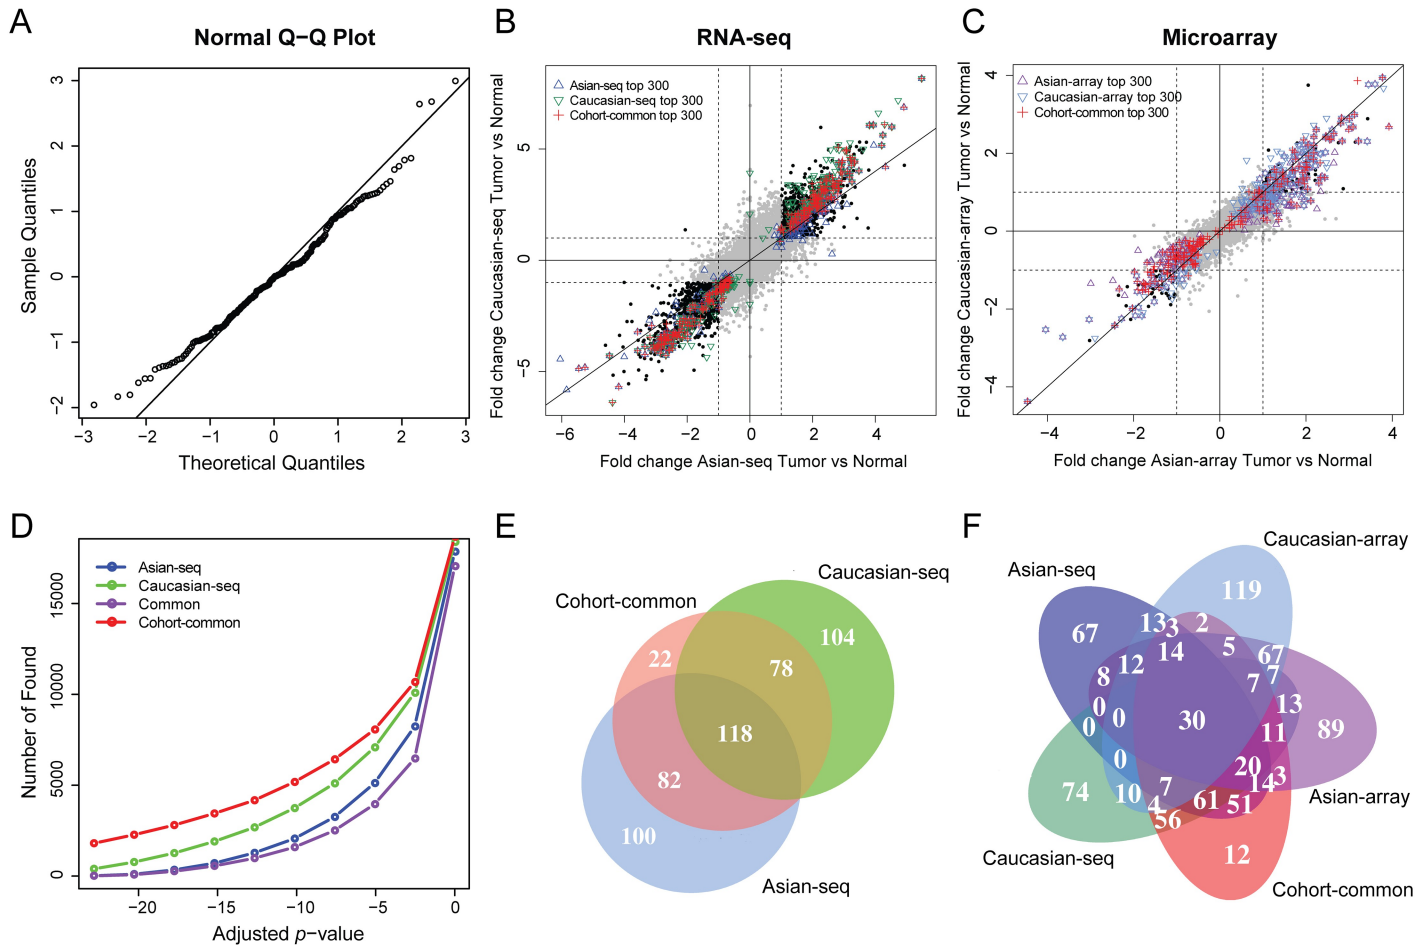 A
Normal Q−Q Plot
Sample Quantiles
3
2
1
0
−1
−2
−3
−2
−1
0
1
2
3
Theoretical Quantiles
B
RNA-seq
Fold change Caucasian-seq Tumor vs Normal
Asian-seq top 300
Caucasian-seq top 300
Cohort-common top 300
5
0
-5
−6
−4
−2
0
2
4
Fold change Asian-seq Tumor vs Normal
C
Microarray
Fold change Caucasian-array Tumor vs Normal
Asian-array top 300
Caucasian-array top 300
Cohort-common top 300
4
2
0
−2
−4
−4
−2
0
2
4
Fold change Asian-array Tumor vs Normal
D
Number of Found
Asian-seq
Caucasian-seq
Common
Cohort-common
15000
10000
5000
0
−20
−15
−10
−5
0
Adjusted p−value
E
Cohort-common
Caucasian-seq
22
104
78
118
82
100
Asian-seq
F
Caucasian-array
Asian-seq
119
67
13
3
2
14
5
67
12
7
8
7
0
13
0
0
30
11
89
0
20
14
3
74
10
7
4
61
51
56
12
Asian-array
Caucasian-seq
Cohort-common